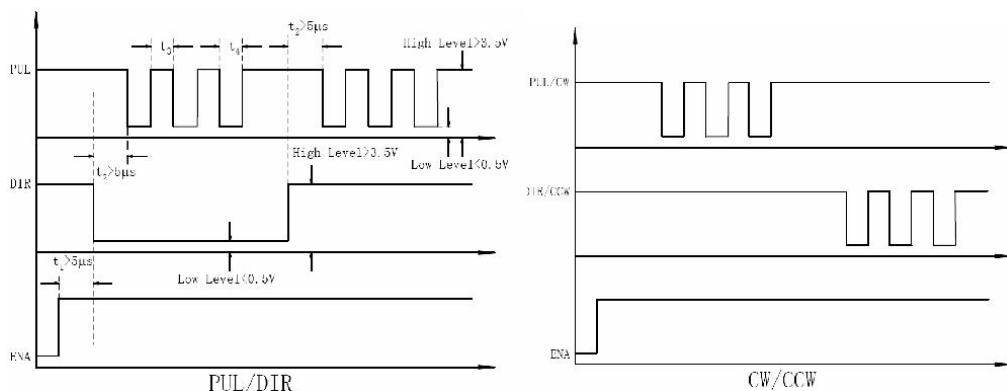 t₂>5μs
High Level>3.5V
t₃
t₄
PUL
High Level>3.5V
Low Level<0.5V
t₂>5μs
DIR
t₁>5μs
Low Level<0.5V
ENA
PUL/DIR
PUL/CW
DIR/CCW
ENA
CW/CCW